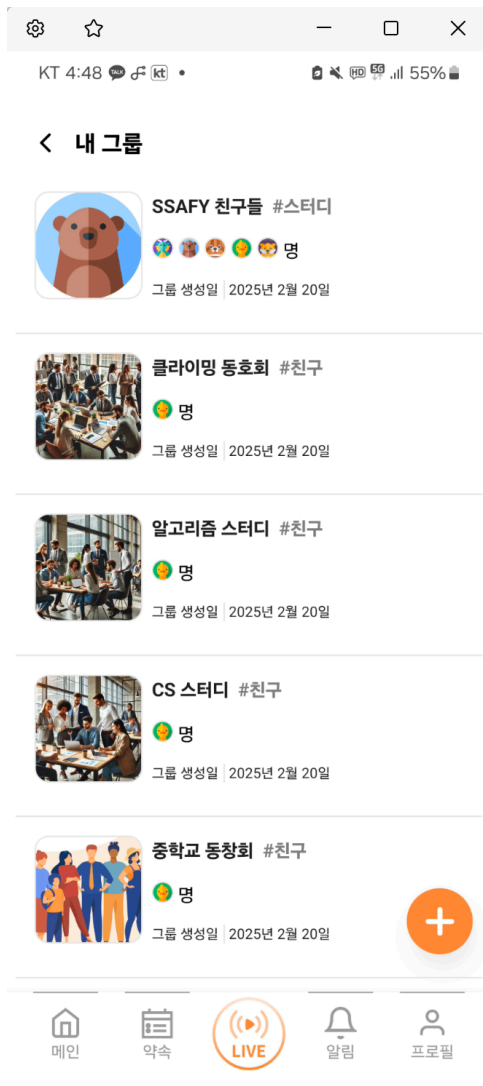 KT 4:48 TALK kt HD 5G 55%
내 그룹
SSAFY 친구들 #스터디
명
그룹 생성일 2025년 2월 20일
클라이밍 동호회 #친구
명
그룹 생성일 2025년 2월 20일
알고리즘 스터디 #친구
명
그룹 생성일 2025년 2월 20일
CS 스터디 #친구
명
그룹 생성일 2025년 2월 20일
중학교 동창회 #친구
명
그룹 생성일 2025년 2월 20일
메인 약속 LIVE 알림 프로필